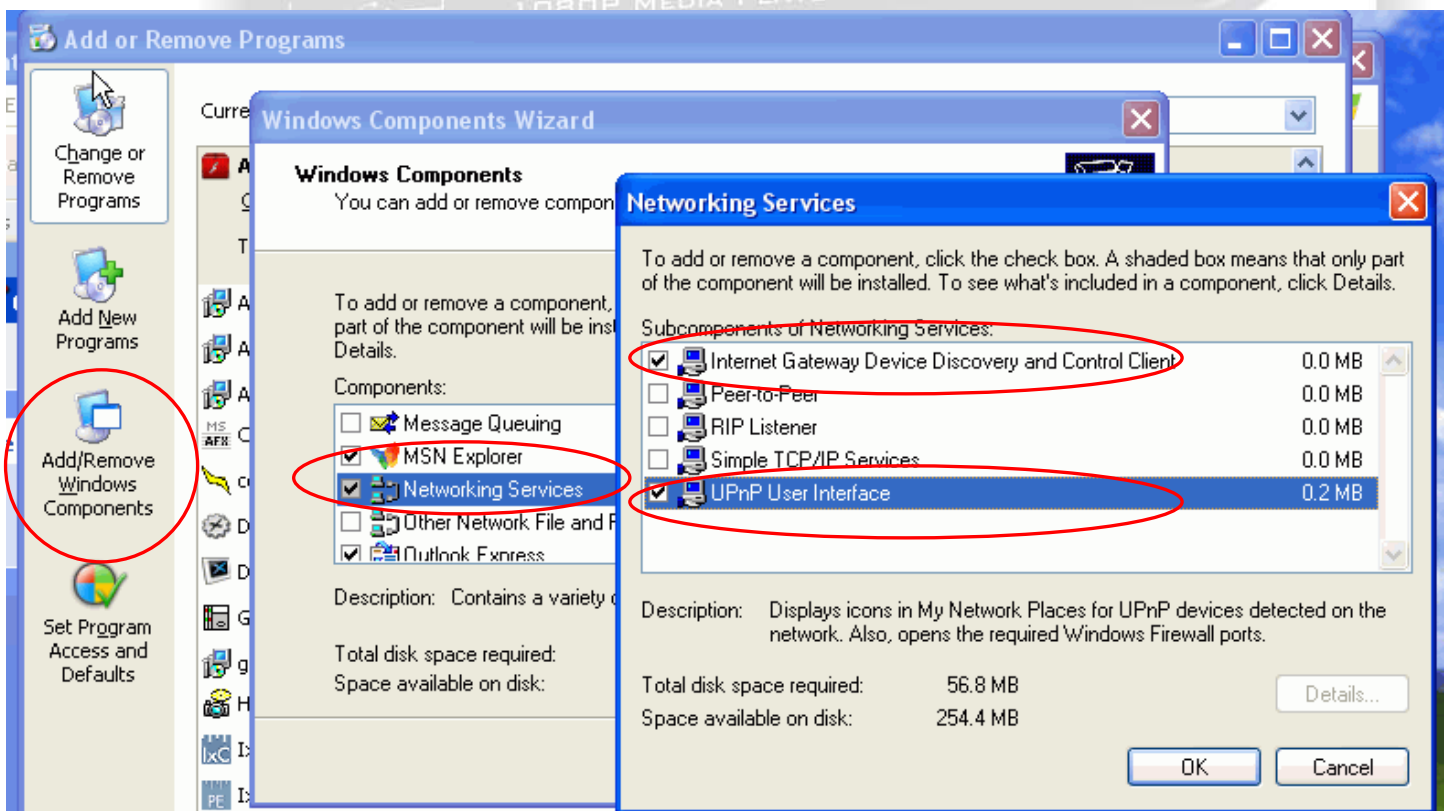 1080P MEDIA PLAYER
Add or Remove Programs
Change or
Remove
Programs
Add New
Programs
Add/Remove
Windows
Components
Set Program
Access and
Defaults
Curre
Windows Components Wizard
Windows Components
You can add or remove compon
To add or remove a component,
part of the component will be inst
Details.
Components:
Message Queuing
MSN Explorer
Networking Services
Other Network File and P
Outlook Express
Description: Contains a variety o
Total disk space required:
Space available on disk:
Networking Services
To add or remove a component, click the check box. A shaded box means that only part
of the component will be installed. To see what's included in a component, click Details.
Subcomponents of Networking Services:
Internet Gateway Device Discovery and Control Client 0.0 MB
Peer-to-Peer 0.0 MB
RIP Listener 0.0 MB
Simple TCP/IP Services 0.0 MB
UPnP User Interface 0.2 MB
Description: Displays icons in My Network Places for UPnP devices detected on the
network. Also, opens the required Windows Firewall ports.
Total disk space required: 56.8 MB
Space available on disk: 254.4 MB
Details...
OK Cancel